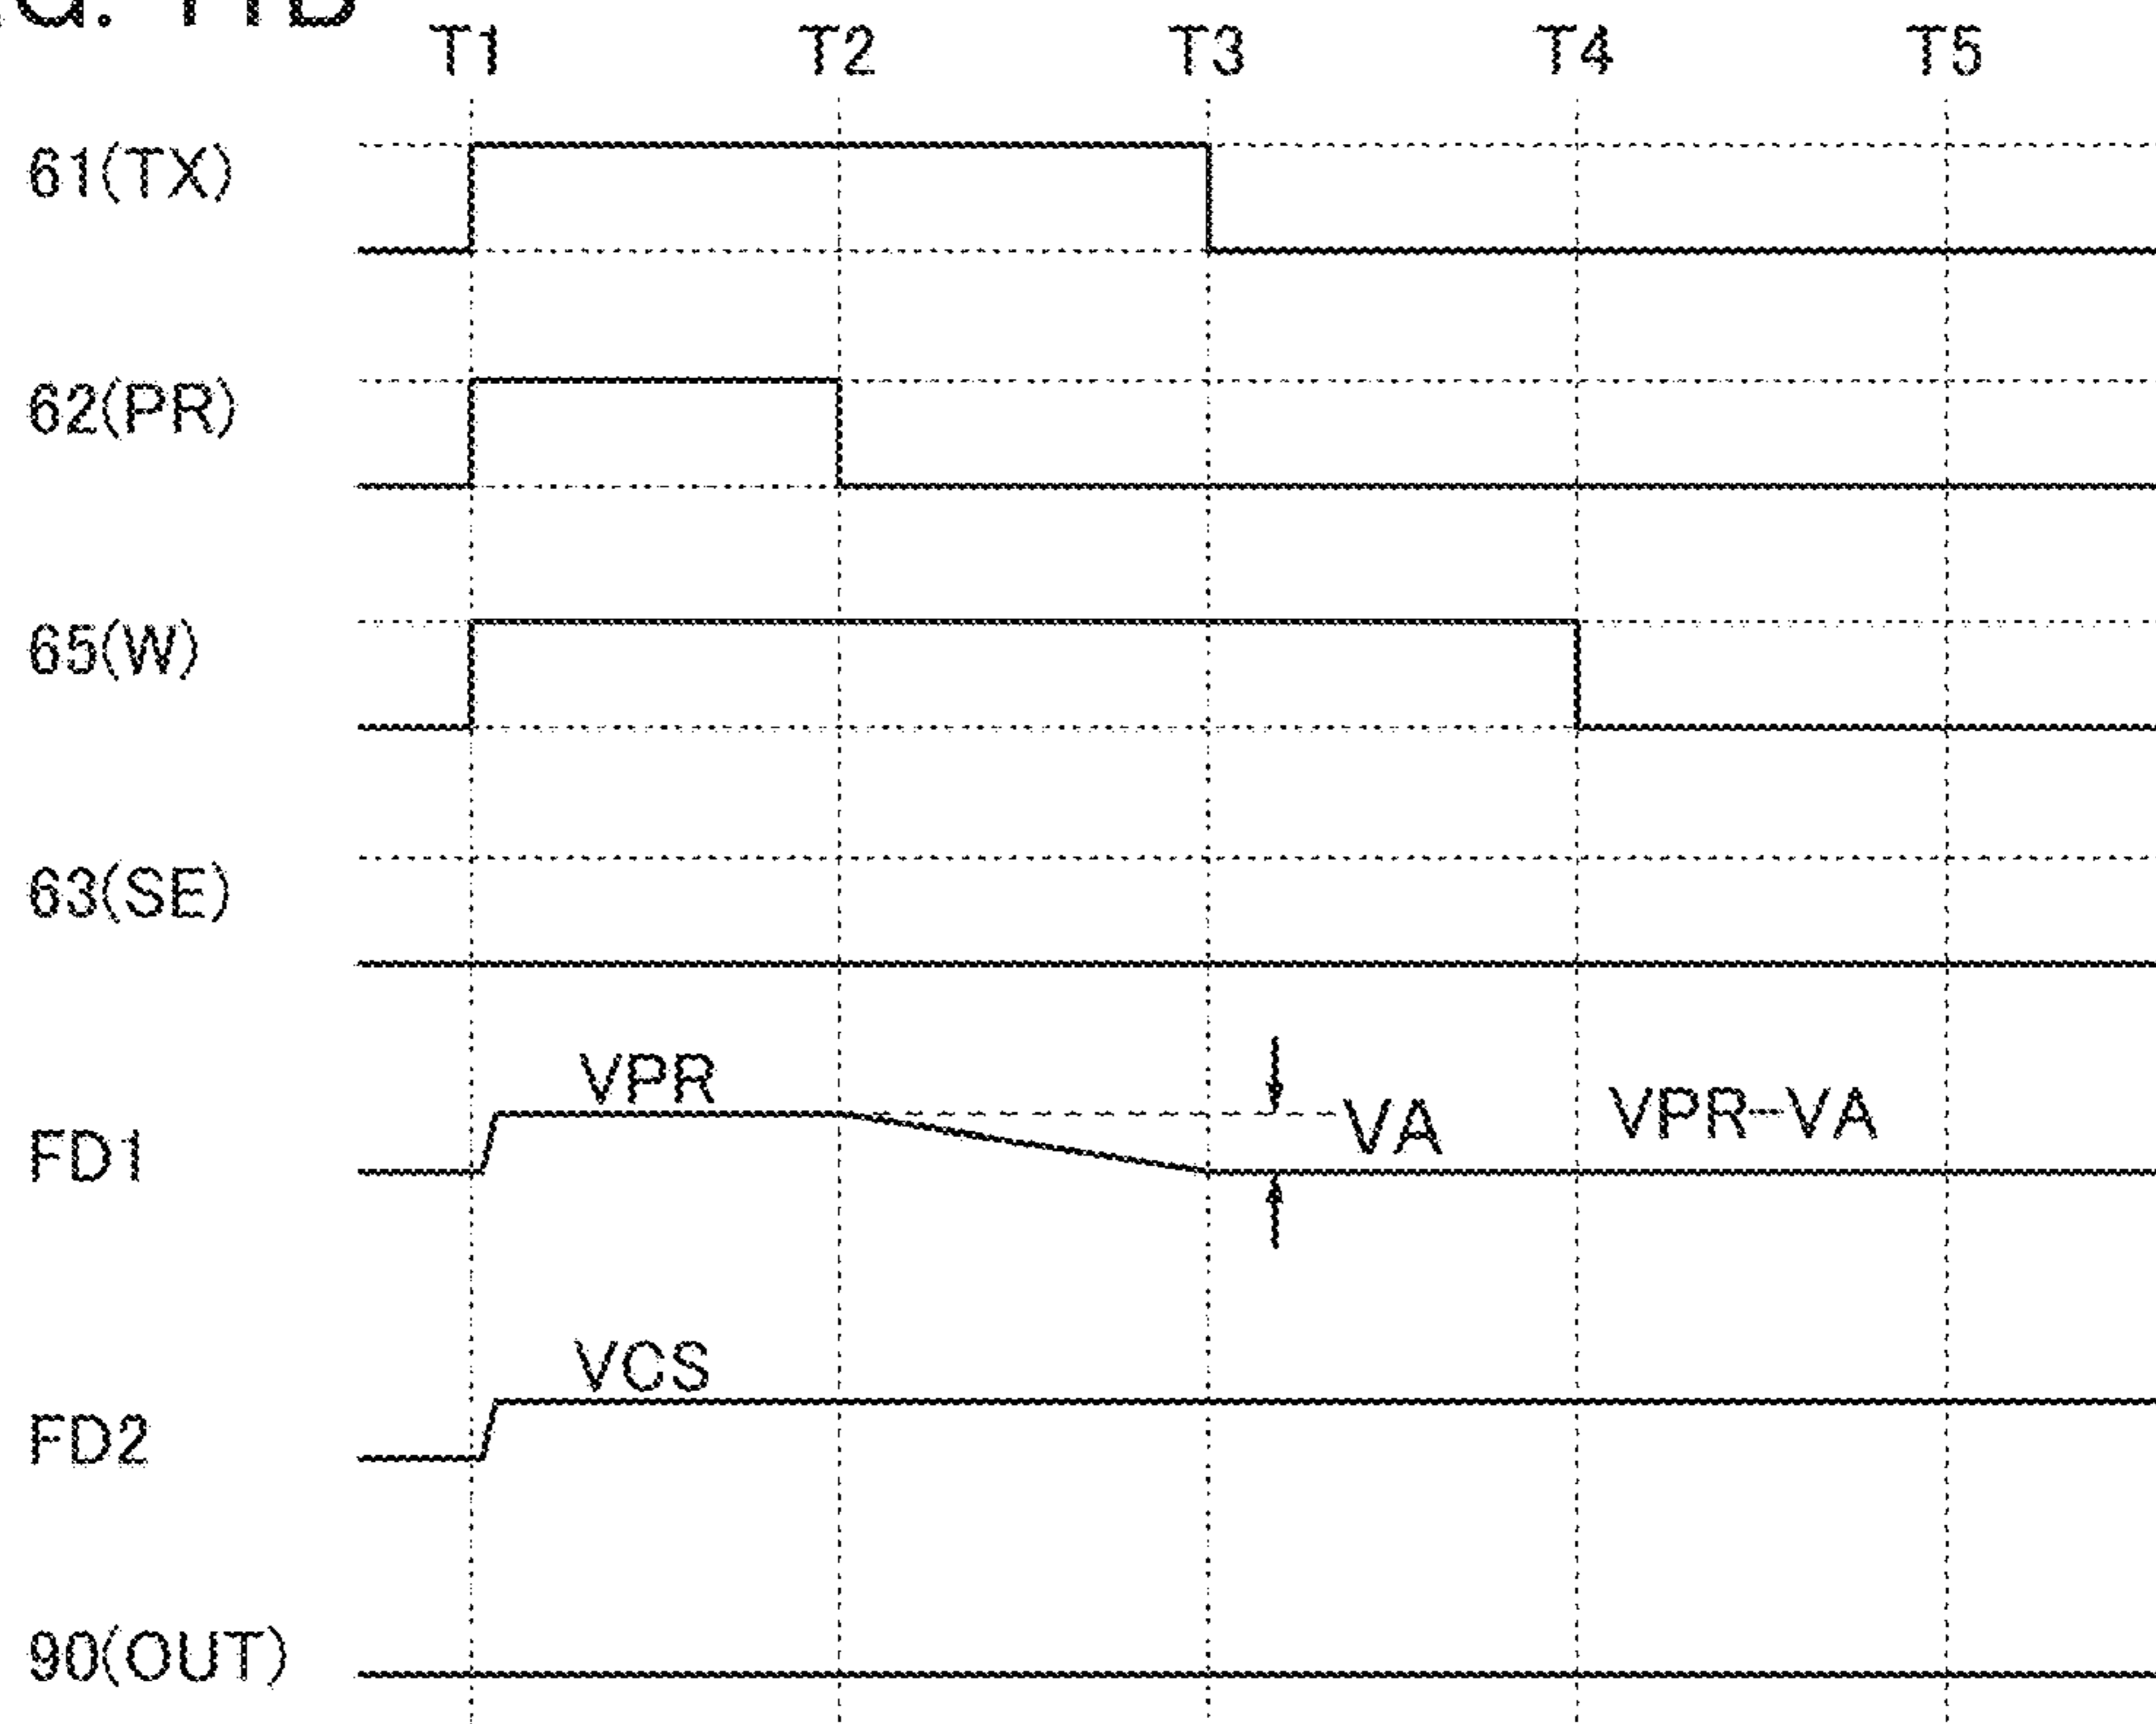 T1 T2 T3 T4 T5
61(TX)
62(PR)
65(W)
63(SE)
VPR
VA
VPR-VA
FD1
VCS
FD2
90(OUT)